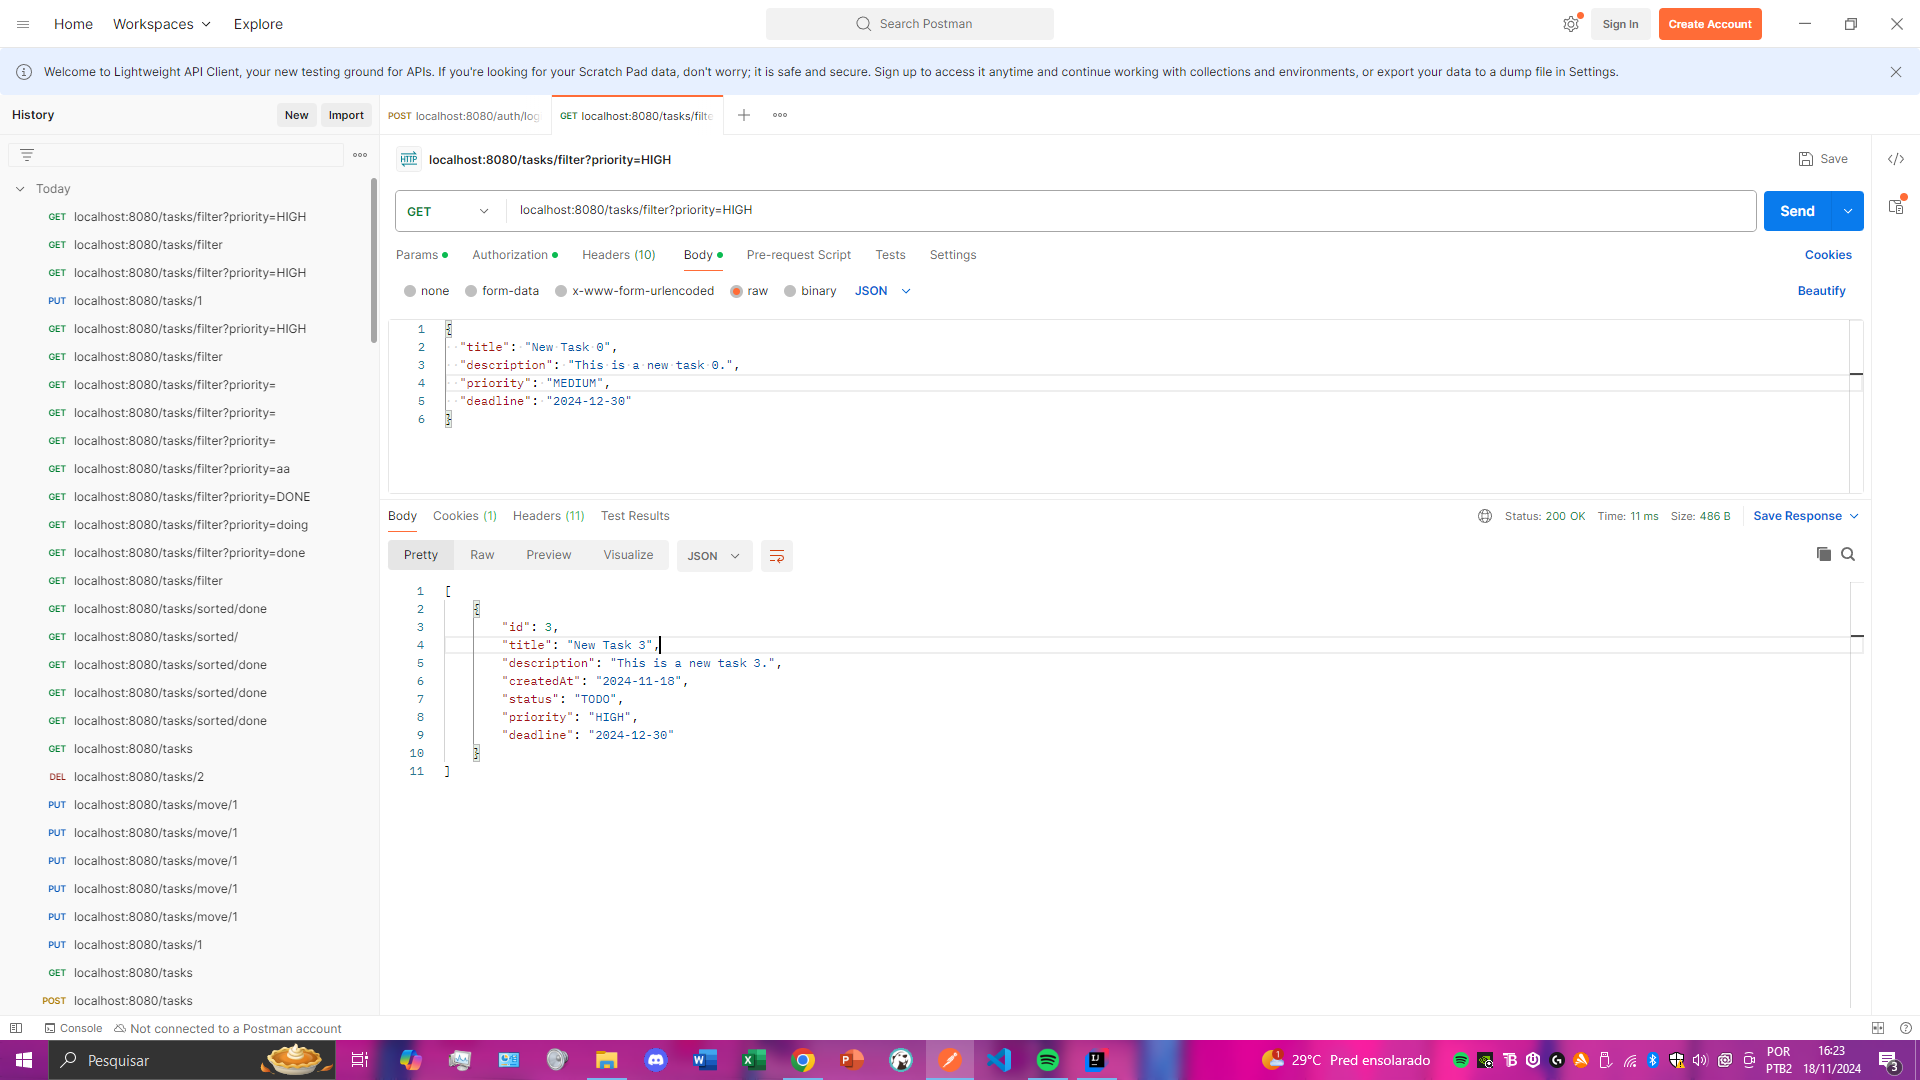 Home Workspaces Explore
Search Postman
Sign In Create Account
Welcome to Lightweight API Client, your new testing ground for APIs. If you're looking for your Scratch Pad data, don't worry; it is safe and secure. Sign up to access it anytime and continue working with collections and environments, or export your data to a dump file in Settings.
History New Import
POST localhost:8080/auth/log
GET localhost:8080/tasks/filte
HTTP localhost:8080/tasks/filter?priority=HIGH
Save
GET localhost:8080/tasks/filter?priority=HIGH
Send
Params Authorization Headers (10) Body Pre-request Script Tests Settings Cookies
none form-data x-www-form-urlencoded raw binary JSON Beautify
1 {
2 "title": "New Task 0",
3 "description": "This is a new task 0.",
4 "priority": "MEDIUM",
5 "deadline": "2024-12-30"
6 }
Body Cookies (1) Headers (11) Test Results Status: 200 OK Time: 11 ms Size: 486 B Save Response
Pretty Raw Preview Visualize JSON
1 [
2 {
3 "id": 3,
4 "title": "New Task 3",
5 "description": "This is a new task 3.",
6 "createdAt": "2024-11-18",
7 "status": "TODO",
8 "priority": "HIGH",
9 "deadline": "2024-12-30"
10 }
11 ]
Today
GET localhost:8080/tasks/filter?priority=HIGH
GET localhost:8080/tasks/filter
GET localhost:8080/tasks/filter?priority=HIGH
PUT localhost:8080/tasks/1
GET localhost:8080/tasks/filter?priority=HIGH
GET localhost:8080/tasks/filter
GET localhost:8080/tasks/filter?priority=
GET localhost:8080/tasks/filter?priority=
GET localhost:8080/tasks/filter?priority=
GET localhost:8080/tasks/filter?priority=aa
GET localhost:8080/tasks/filter?priority=DONE
GET localhost:8080/tasks/filter?priority=doing
GET localhost:8080/tasks/filter?priority=done
GET localhost:8080/tasks/filter
GET localhost:8080/tasks/sorted/done
GET localhost:8080/tasks/sorted/
GET localhost:8080/tasks/sorted/done
GET localhost:8080/tasks/sorted/done
GET localhost:8080/tasks/sorted/done
GET localhost:8080/tasks
DEL localhost:8080/tasks/2
PUT localhost:8080/tasks/move/1
PUT localhost:8080/tasks/move/1
PUT localhost:8080/tasks/move/1
PUT localhost:8080/tasks/move/1
PUT localhost:8080/tasks/move/1
PUT localhost:8080/tasks/1
GET localhost:8080/tasks
POST localhost:8080/tasks
Console Not connected to a Postman account
Pesquisar
29°C Pred ensolarado
POR
PTB2
16:23
18/11/2024
3